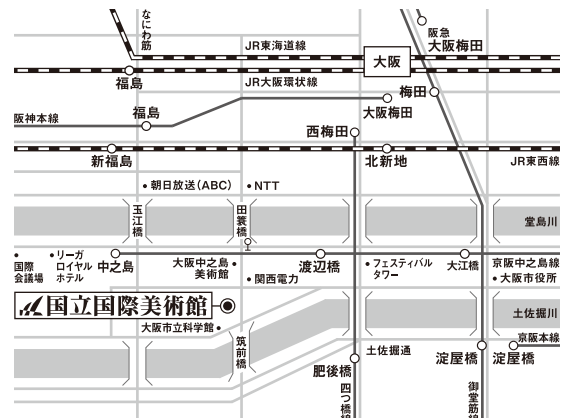 なにわ筋
阪急
大阪梅田
JR東海道線
大阪
福島
JR大阪環状線
梅田
大阪梅田
阪神本線
福島
西梅田
新福島
北新地
JR東西線
朝日放送(ABC)
NTT
玉江橋
田蓑橋
堂島川
国際
会議場
リーガ
ロイヤル
ホテル
中之島
大阪中之島
美術館
渡辺橋
フェスティバル
タワー
大江橋
京阪中之島線
関西電力
大阪市役所
国立国際美術館
大阪市立科学館
筑前橋
土佐堀川
京阪本線
土佐堀通
肥後橋
淀屋橋
淀屋橋
四つ橋線
御堂筋線